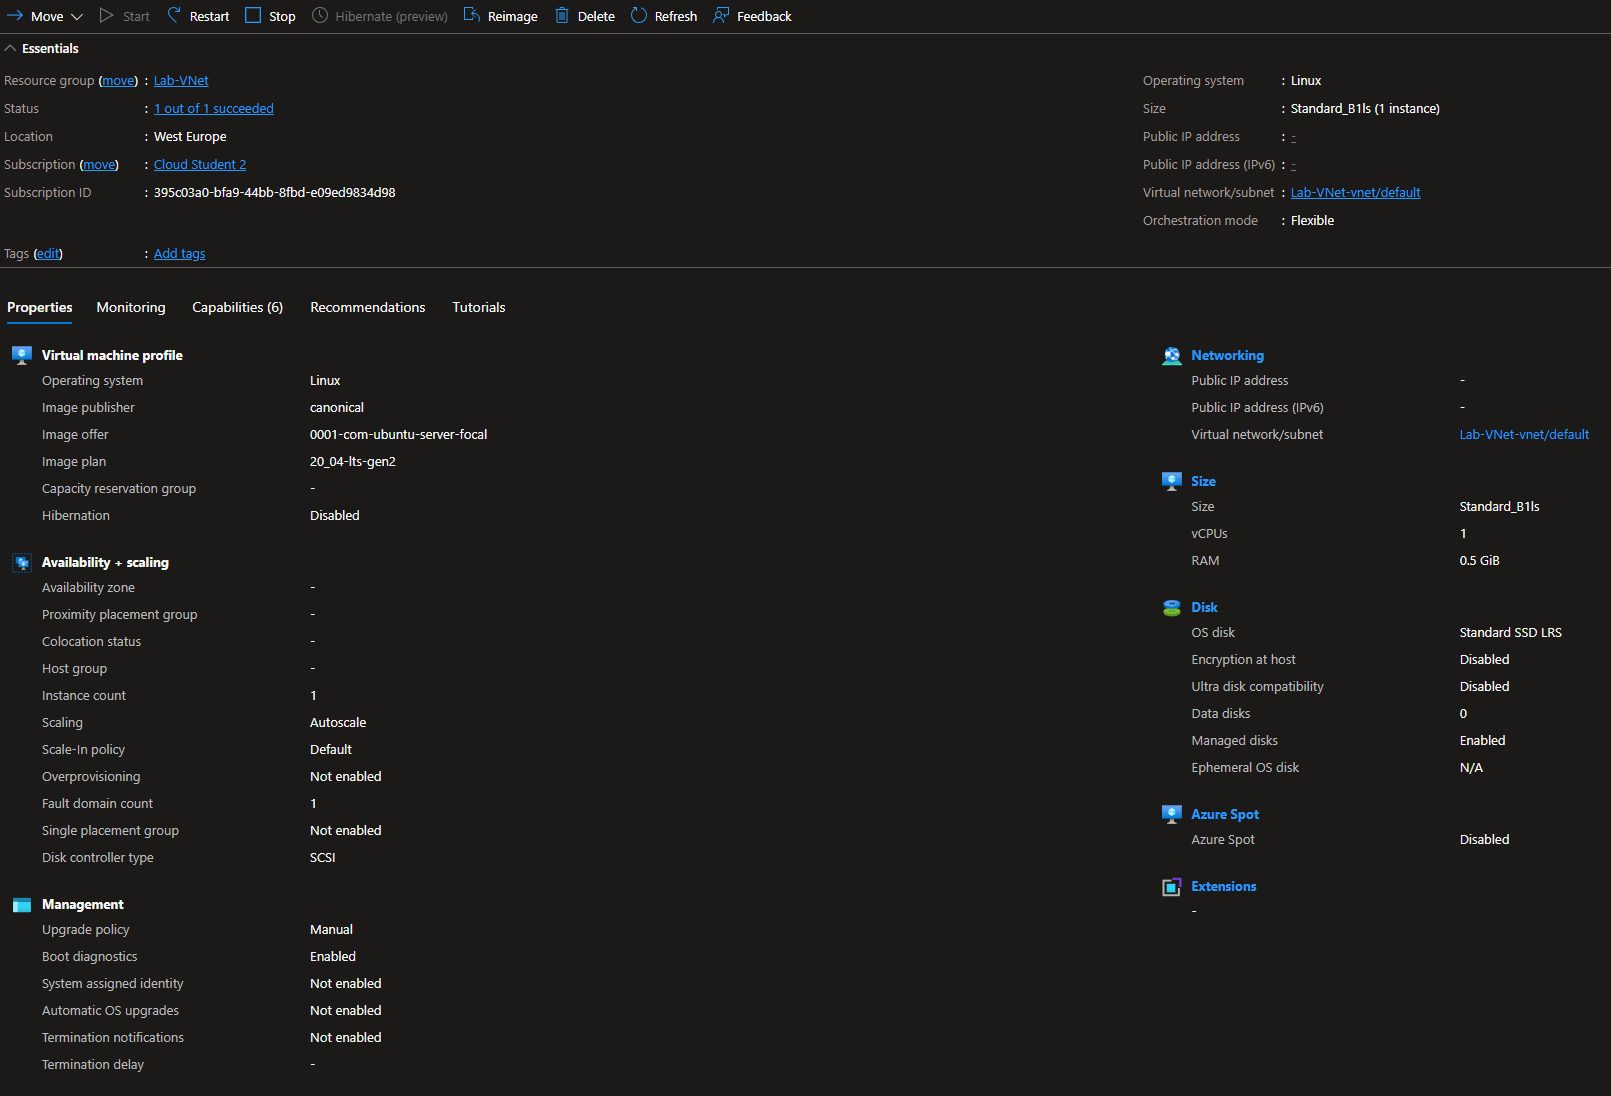 Move Start Restart Stop Hibernate (preview) Reimage Delete Refresh Feedback
Essentials
Resource group (move) : Lab-VNet
Status : 1 out of 1 succeeded
Location : West Europe
Subscription (move) : Cloud Student 2
Subscription ID : 395c03a0-bfa9-44bb-8fbd-e09ed9834d98
Tags (edit) : Add tags
Operating system : Linux
Size : Standard_B1ls (1 instance)
Public IP address : -
Public IP address (IPv6) : -
Virtual network/subnet : Lab-VNet-vnet/default
Orchestration mode : Flexible
Properties Monitoring Capabilities (6) Recommendations Tutorials
Virtual machine profile
Operating system Linux
Image publisher canonical
Image offer 0001-com-ubuntu-server-focal
Image plan 20_04-lts-gen2
Capacity reservation group -
Hibernation Disabled
Availability + scaling
Availability zone -
Proximity placement group -
Colocation status -
Host group -
Instance count 1
Scaling Autoscale
Scale-In policy Default
Overprovisioning Not enabled
Fault domain count 1
Single placement group Not enabled
Disk controller type SCSI
Management
Upgrade policy Manual
Boot diagnostics Enabled
System assigned identity Not enabled
Automatic OS upgrades Not enabled
Termination notifications Not enabled
Termination delay -
Networking
Public IP address -
Public IP address (IPv6) -
Virtual network/subnet Lab-VNet-vnet/default
Size
Size Standard_B1ls
vCPUs 1
RAM 0.5 GiB
Disk
OS disk Standard SSD LRS
Encryption at host Disabled
Ultra disk compatibility Disabled
Data disks 0
Managed disks Enabled
Ephemeral OS disk N/A
Azure Spot
Azure Spot Disabled
Extensions
-